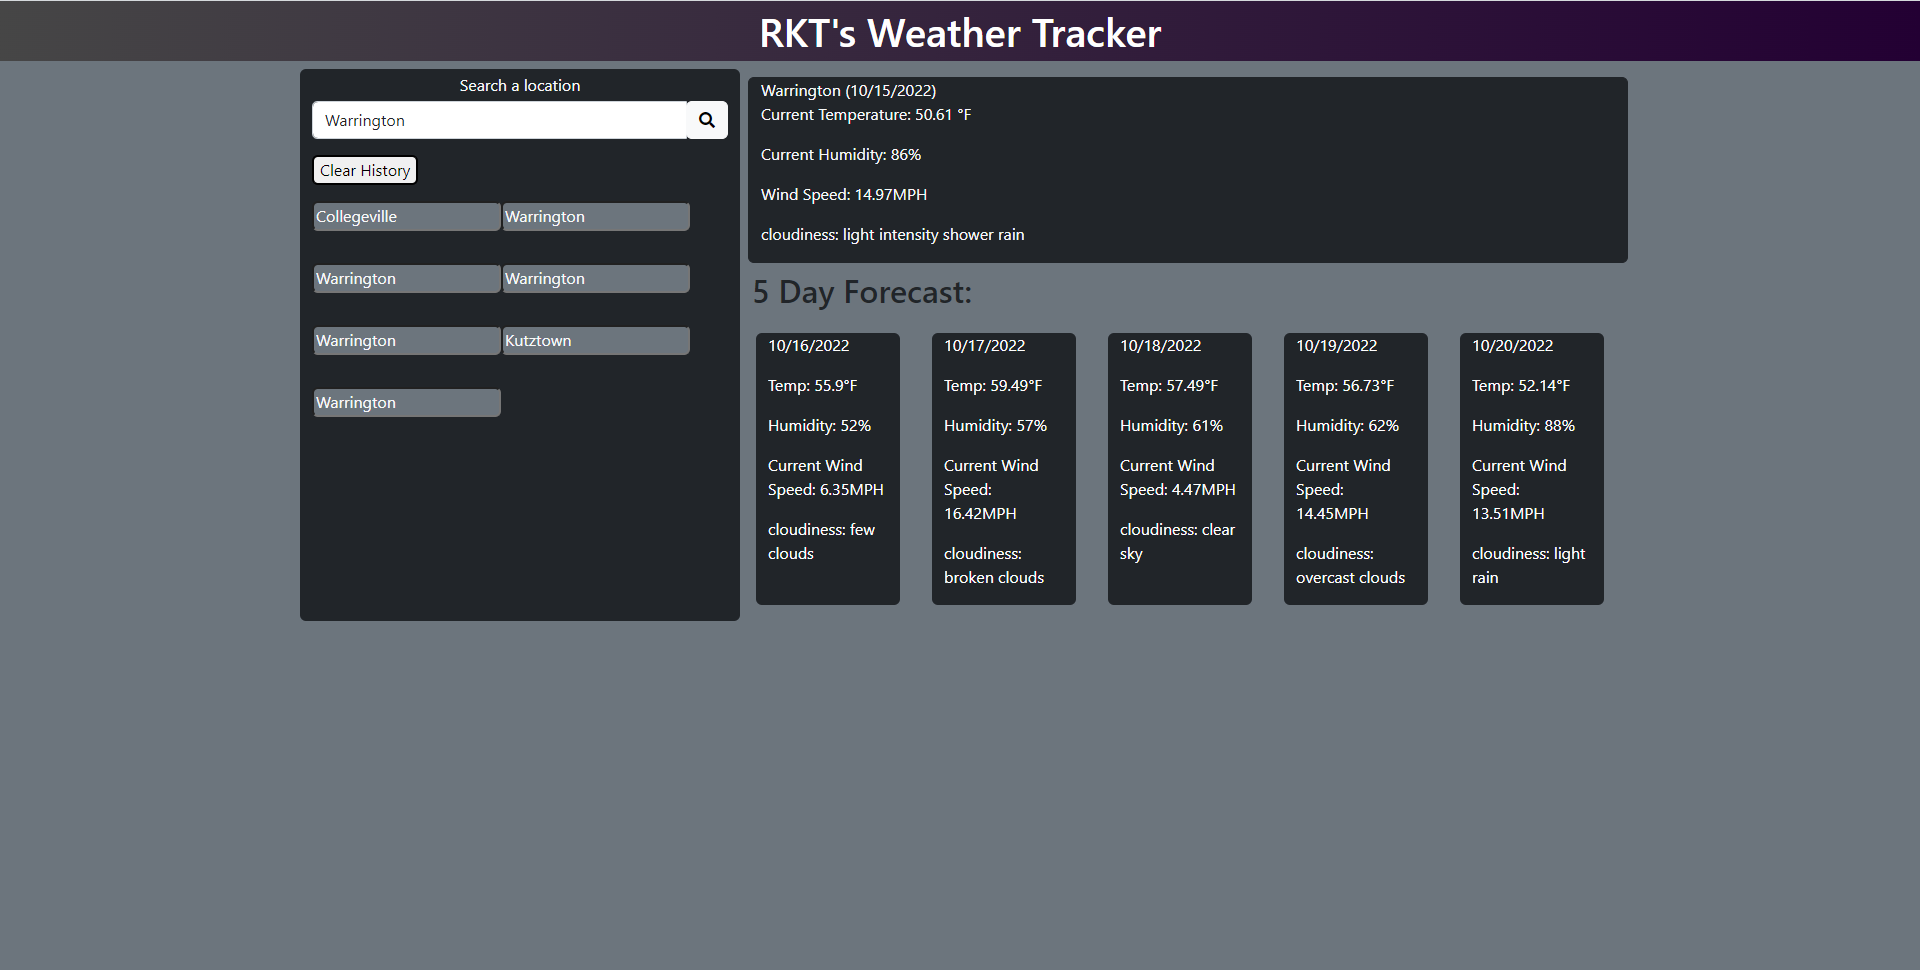 RKT's Weather Tracker
Search a location
Warrington
Clear History
Collegeville
Warrington
Warrington
Warrington
Warrington
Kutztown
Warrington
Warrington (10/15/2022)
Current Temperature: 50.61 °F
Current Humidity: 86%
Wind Speed: 14.97MPH
cloudiness: light intensity shower rain
5 Day Forecast:
10/16/2022
Temp: 55.9°F
Humidity: 52%
Current Wind
Speed: 6.35MPH
cloudiness: few
clouds
10/17/2022
Temp: 59.49°F
Humidity: 57%
Current Wind
Speed:
16.42MPH
cloudiness:
broken clouds
10/18/2022
Temp: 57.49°F
Humidity: 61%
Current Wind
Speed: 4.47MPH
cloudiness: clear
sky
10/19/2022
Temp: 56.73°F
Humidity: 62%
Current Wind
Speed:
14.45MPH
cloudiness:
overcast clouds
10/20/2022
Temp: 52.14°F
Humidity: 88%
Current Wind
Speed:
13.51MPH
cloudiness: light
rain